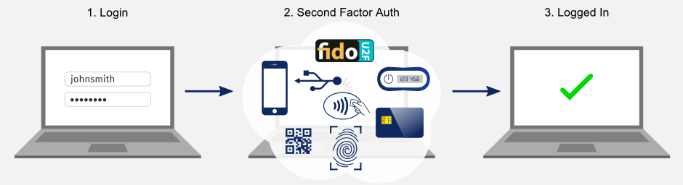 1. Login
2. Second Factor Auth
3. Logged In
fido
U2F
johnsmith
••••••••